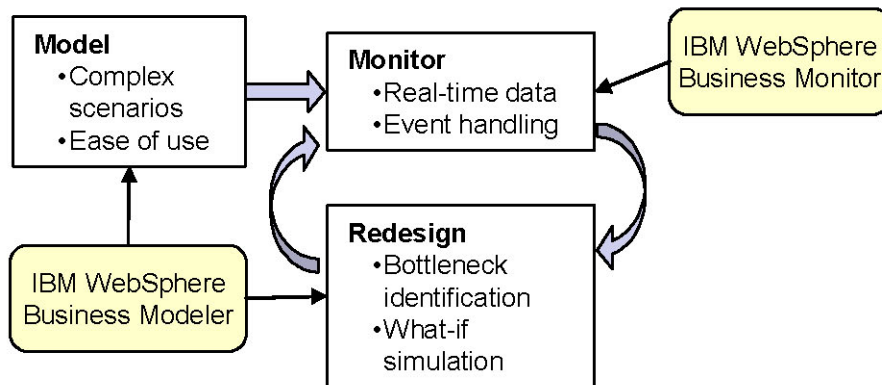 Model
•Complex
scenarios
•Ease of use
Monitor
•Real-time data
•Event handling
IBM WebSphere
Business Monitor
IBM WebSphere
Business Modeler
Redesign
•Bottleneck
identification
•What-if
simulation